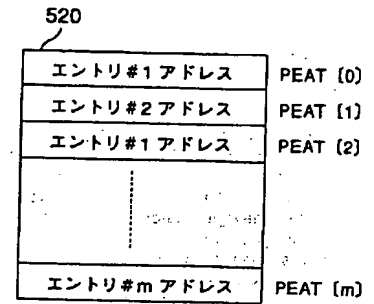 520
エントリ#1 アドレス PEAT [0]
エントリ#2 アドレス PEAT [1]
エントリ#1 アドレス PEAT [2]
エントリ#m アドレス PEAT [m]